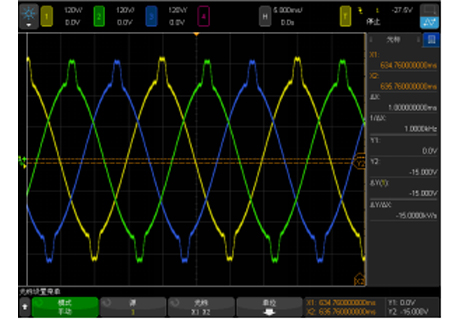 1 120V/ 2 120V/ 3 120V/ 4 H 5.000ms/ T 1 -27.5V
0.0V 0.0V 0.0V 0.0s 停止
光标
X1:
634.760000000ms
X2:
635.760000000ms
ΔX:
1.000000000ms
1/ΔX:
1.0000kHz
Y1:
0.0V
Y2:
-15.000V
ΔY(1):
-15.000V
ΔY/ΔX:
-15.0000kV/s
Y2
X2
光标设置菜单
模式 源 光标 单位 X1: 634.760000000ms Y1: 0.0V
手动 1 X1 X2 X2: 635.760000000ms Y2: -15.000V